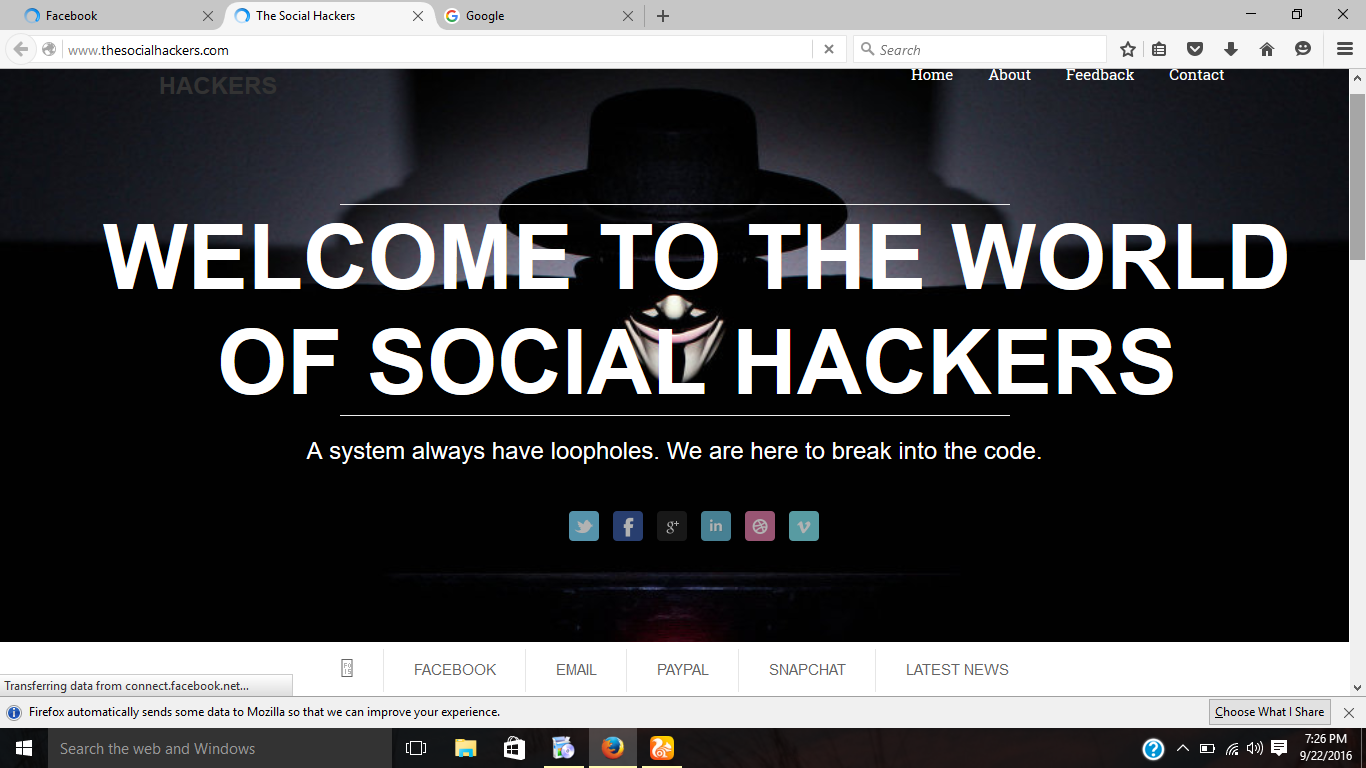 Facebook
The Social Hackers
Google
www.thesocialhackers.com
Search
HACKERS
Home About Feedback Contact
WELCOME TO THE WORLD
OF SOCIAL HACKERS
A system always have loopholes. We are here to break into the code.
f
g+
in
v
FACEBOOK EMAIL PAYPAL SNAPCHAT LATEST NEWS
Transferring data from connect.facebook.net...
Firefox automatically sends some data to Mozilla so that we can improve your experience.
Choose What I Share
Search the web and Windows
7:26 PM
9/22/2016